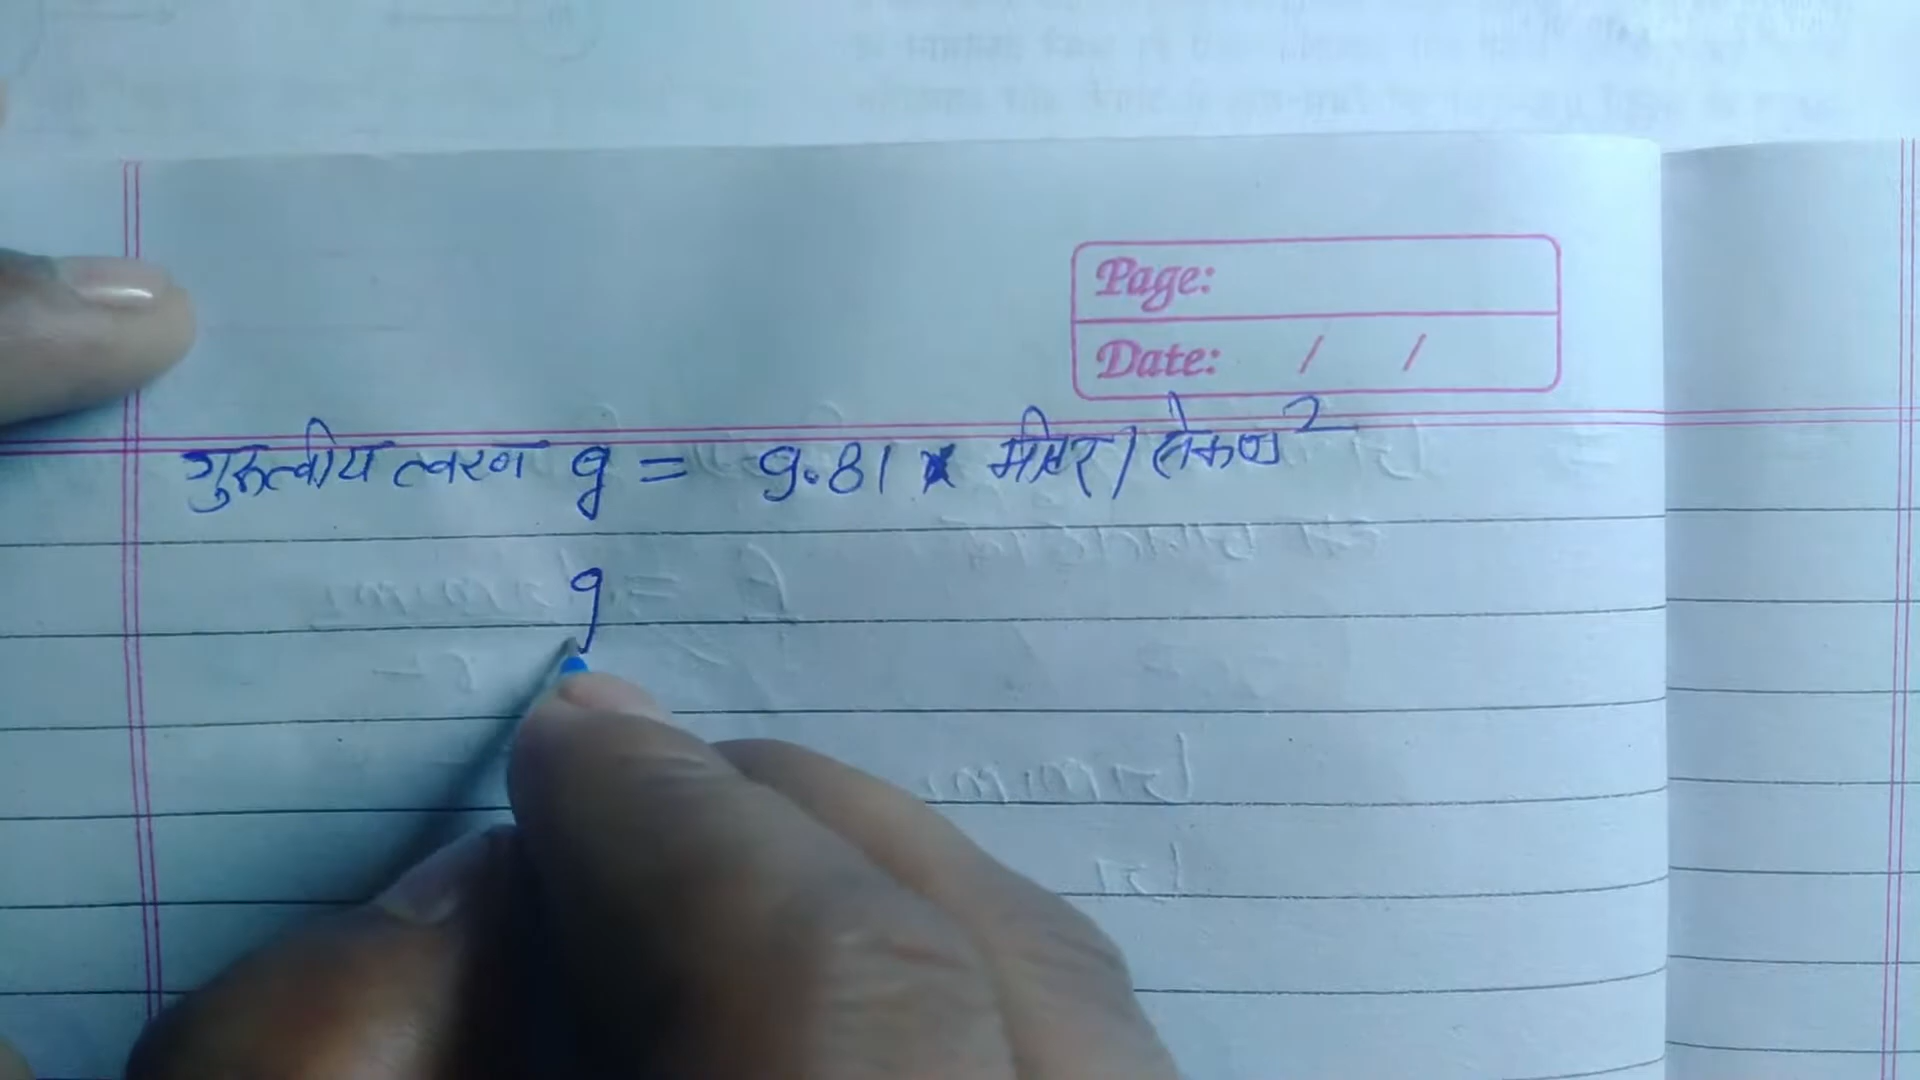 Page:
Date: / /
गुरुत्वीय त्वरण g = 9.81 मीटर/सेकण्ड²
g